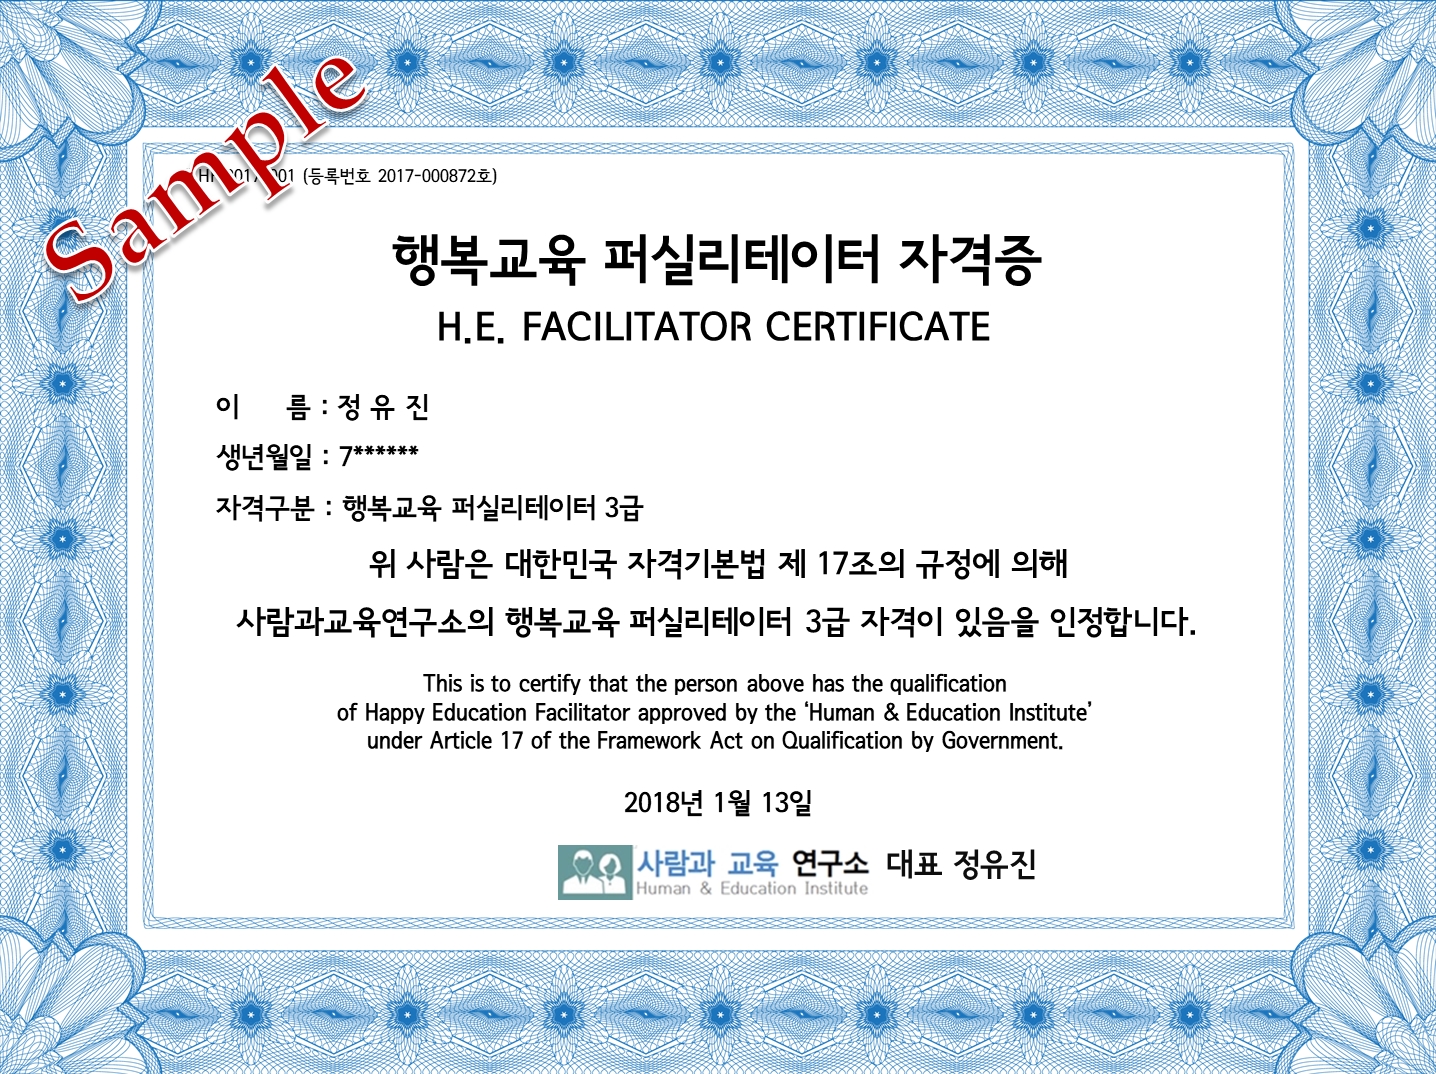 Sample
001 (등록번호 2017-000872호)
행복교육 퍼실리테이터 자격증
H.E. FACILITATOR CERTIFICATE
이 름 : 정 유 진
생년월일 : 7******
자격구분 : 행복교육 퍼실리테이터 3급
위 사람은 대한민국 자격기본법 제 17조의 규정에 의해
사람과교육연구소의 행복교육 퍼실리테이터 3급 자격이 있음을 인정합니다.
This is to certify that the person above has the qualification
of Happy Education Facilitator approved by the ‘Human & Education Institute’
under Article 17 of the Framework Act on Qualification by Government.
2018년 1월 13일
사람과 교육 연구소 대표 정유진
Human & Education Institute